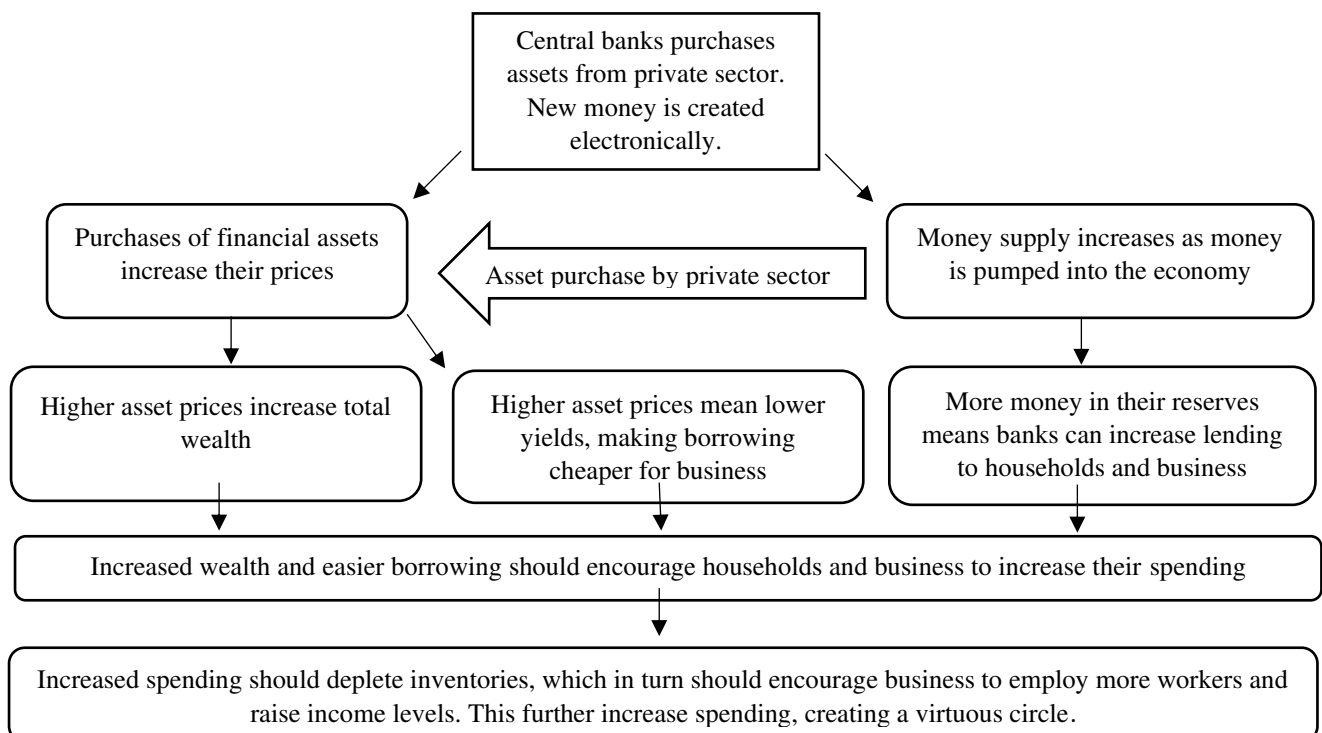 Central banks purchases
assets from private sector.
New money is created
electronically.
Purchases of financial assets
increase their prices
Asset purchase by private sector
Money supply increases as money
is pumped into the economy
Higher asset prices increase total
wealth
Higher asset prices mean lower
yields, making borrowing
cheaper for business
More money in their reserves
means banks can increase lending
to households and business
Increased wealth and easier borrowing should encourage households and business to increase their spending
Increased spending should deplete inventories, which in turn should encourage business to employ more workers and
raise income levels. This further increase spending, creating a virtuous circle.